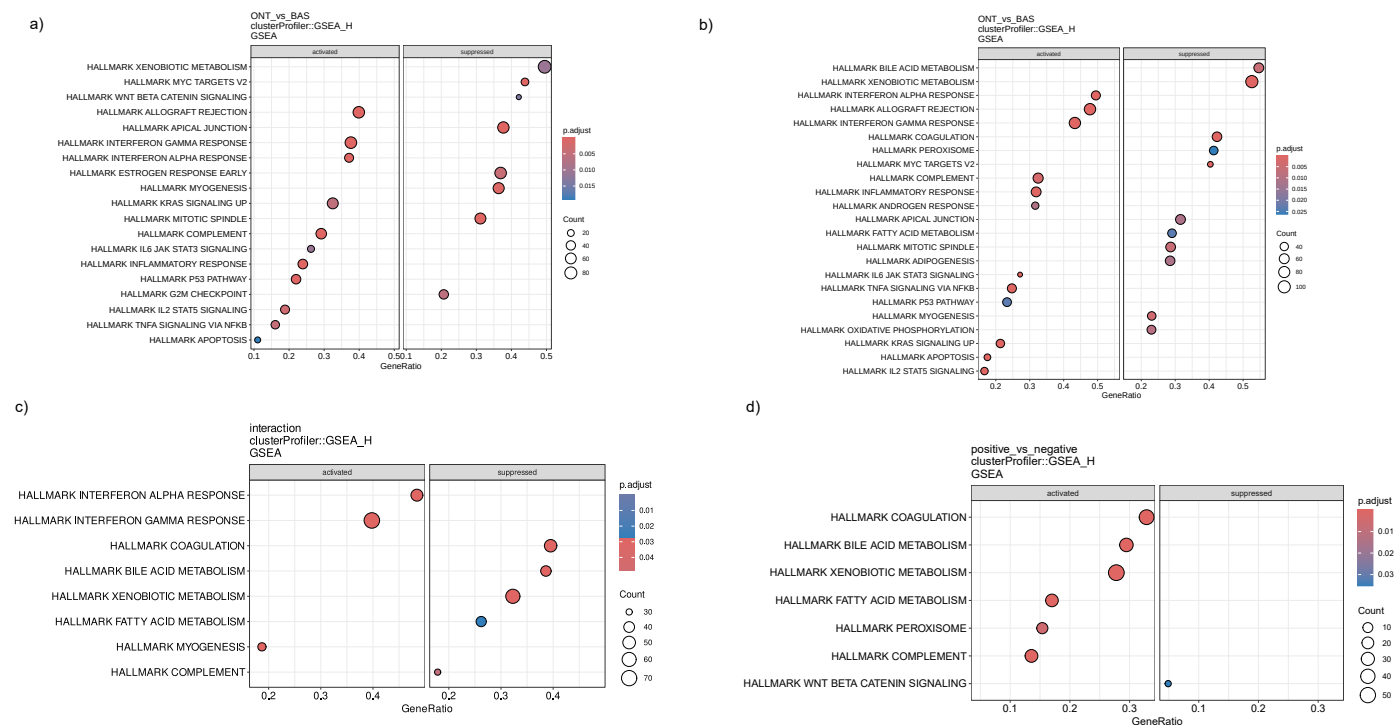 a)
ONT_vs_BAS
clusterProfiler::GSEA_H
GSEA
activated
suppressed
HALLMARK XENOBIOTIC METABOLISM
HALLMARK MYC TARGETS V2
HALLMARK WNT BETA CATENIN SIGNALING
HALLMARK ALLOGRAFT REJECTION
HALLMARK APICAL JUNCTION
HALLMARK INTERFERON GAMMA RESPONSE
HALLMARK INTERFERON ALPHA RESPONSE
HALLMARK ESTROGEN RESPONSE EARLY
HALLMARK MYOGENESIS
HALLMARK KRAS SIGNALING UP
HALLMARK MITOTIC SPINDLE
HALLMARK COMPLEMENT
HALLMARK IL6 JAK STAT3 SIGNALING
HALLMARK INFLAMMATORY RESPONSE
HALLMARK P53 PATHWAY
HALLMARK G2M CHECKPOINT
HALLMARK IL2 STAT5 SIGNALING
HALLMARK TNFA SIGNALING VIA NFKB
HALLMARK APOPTOSIS
0.1 0.2 0.3 0.4 0.5 0.1 0.2 0.3 0.4 0.5
GeneRatio
p.adjust
0.005
0.010
0.015
Count
20
40
60
80
b)
ONT_vs_BAS
clusterProfiler::GSEA_H
GSEA
activated
suppressed
HALLMARK BILE ACID METABOLISM
HALLMARK XENOBIOTIC METABOLISM
HALLMARK INTERFERON ALPHA RESPONSE
HALLMARK ALLOGRAFT REJECTION
HALLMARK INTERFERON GAMMA RESPONSE
HALLMARK COAGULATION
HALLMARK PEROXISOME
HALLMARK MYC TARGETS V2
HALLMARK COMPLEMENT
HALLMARK INFLAMMATORY RESPONSE
HALLMARK ANDROGEN RESPONSE
HALLMARK APICAL JUNCTION
HALLMARK FATTY ACID METABOLISM
HALLMARK MITOTIC SPINDLE
HALLMARK ADIPOGENESIS
HALLMARK IL6 JAK STAT3 SIGNALING
HALLMARK TNFA SIGNALING VIA NFKB
HALLMARK P53 PATHWAY
HALLMARK MYOGENESIS
HALLMARK OXIDATIVE PHOSPHORYLATION
HALLMARK KRAS SIGNALING UP
HALLMARK APOPTOSIS
HALLMARK IL2 STAT5 SIGNALING
0.2 0.3 0.4 0.5 0.2 0.3 0.4 0.5
GeneRatio
p.adjust
0.005
0.010
0.015
0.020
0.025
Count
40
60
80
100
c)
interaction
clusterProfiler::GSEA_H
GSEA
activated
suppressed
HALLMARK INTERFERON ALPHA RESPONSE
HALLMARK INTERFERON GAMMA RESPONSE
HALLMARK COAGULATION
HALLMARK BILE ACID METABOLISM
HALLMARK XENOBIOTIC METABOLISM
HALLMARK FATTY ACID METABOLISM
HALLMARK MYOGENESIS
HALLMARK COMPLEMENT
0.2 0.3 0.4 0.2 0.3 0.4
GeneRatio
p.adjust
0.01
0.02
0.03
0.04
Count
30
40
50
60
70
d)
positive_vs_negative
clusterProfiler::GSEA_H
GSEA
activated
suppressed
HALLMARK COAGULATION
HALLMARK BILE ACID METABOLISM
HALLMARK XENOBIOTIC METABOLISM
HALLMARK FATTY ACID METABOLISM
HALLMARK PEROXISOME
HALLMARK COMPLEMENT
HALLMARK WNT BETA CATENIN SIGNALING
0.1 0.2 0.3 0.1 0.2 0.3
GeneRatio
p.adjust
0.01
0.02
0.03
Count
10
20
30
40
50